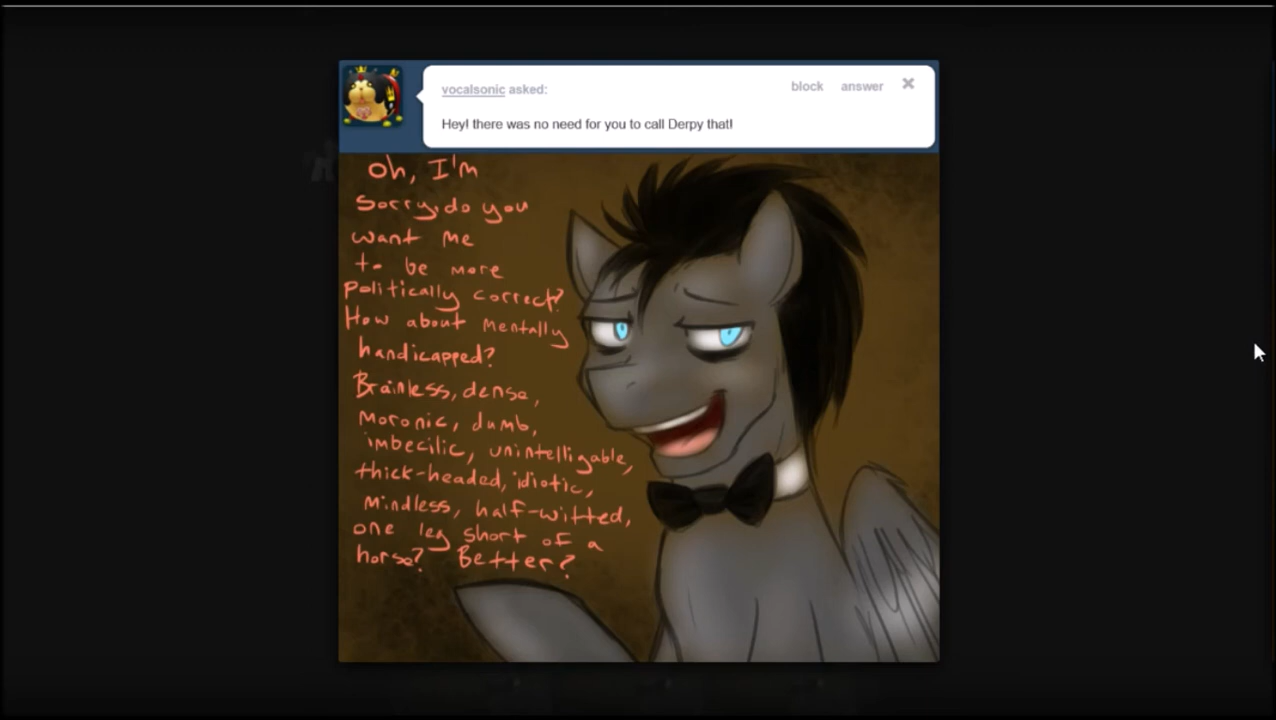 vocalsonic asked:
block
answer
Hey! there was no need for you to call Derpy that!
Oh, I'm
Sorry, do you
want me
to be more
politically correct?
How about mentally
handicapped?
Brainless, dense,
moronic, dumb,
imbecilic, unintelligable,
thick-headed, idiotic,
mindless, half-witted,
one leg short of a
horse? Better?